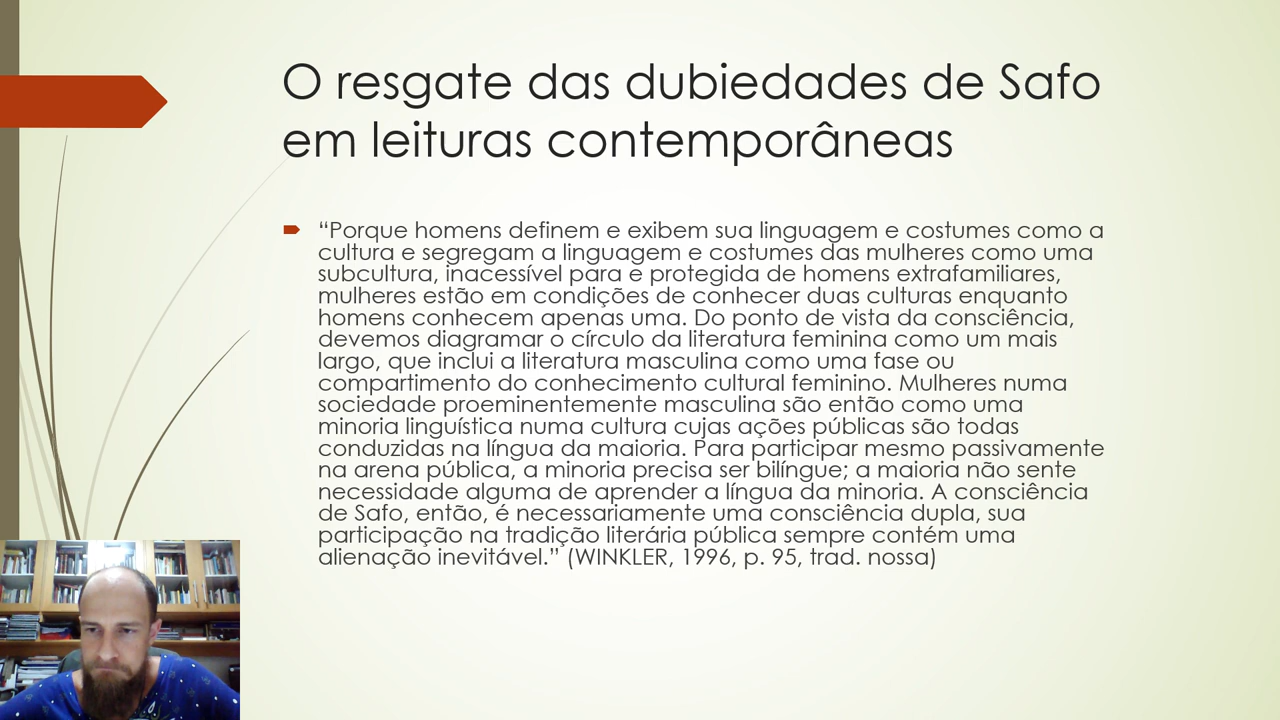 O resgate das dubiedades de Safo
em leituras contemporâneas
“Porque homens definem e exibem sua linguagem e costumes como a
cultura e segregam a linguagem e costumes das mulheres como uma
subcultura, inacessível para e protegida de homens extrafamiliares,
mulheres estão em condições de conhecer duas culturas enquanto
homens conhecem apenas uma. Do ponto de vista da consciência,
devemos diagramar o círculo da literatura feminina como um mais
largo, que inclui a literatura masculina como uma fase ou
compartimento do conhecimento cultural feminino. Mulheres numa
sociedade proeminentemente masculina são então como uma
minoria linguística numa cultura cujas ações públicas são todas
conduzidas na língua da maioria. Para participar mesmo passivamente
na arena pública, a minoria precisa ser bilíngue; a maioria não sente
necessidade alguma de aprender a língua da minoria. A consciência
de Safo, então, é necessariamente uma consciência dupla, sua
participação na tradição literária pública sempre contém uma
alienação inevitável.” (WINKLER, 1996, p. 95, trad. nossa)